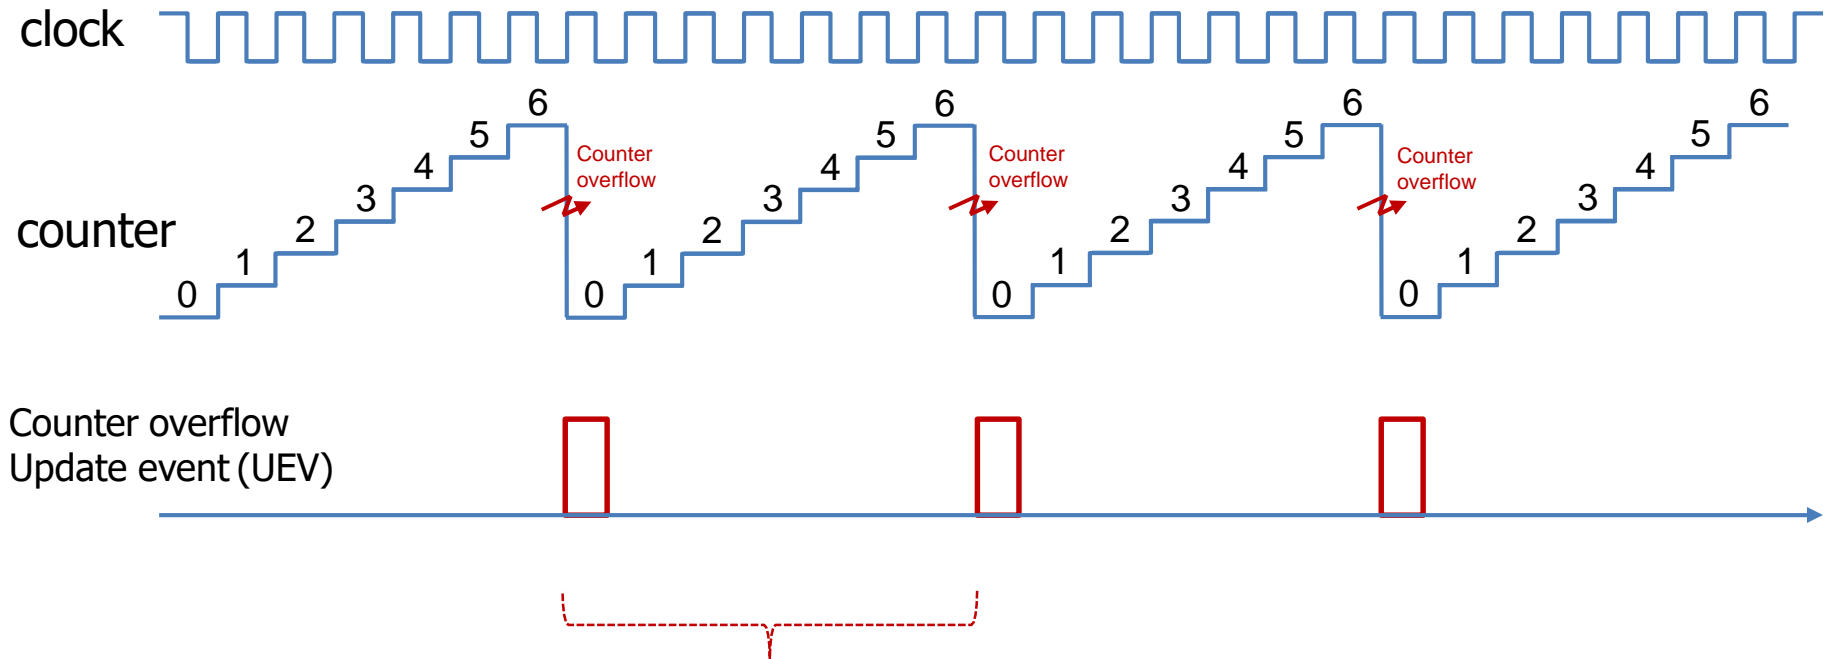 clock
6 6 6 6
5 5 5 5
Counter
overflow
Counter
overflow
Counter
overflow
4 4 4 4
3 3 3 3
counter
2 2 2 2
1 1 1 1
0 0 0 0
Counter overflow
Update event (UEV)